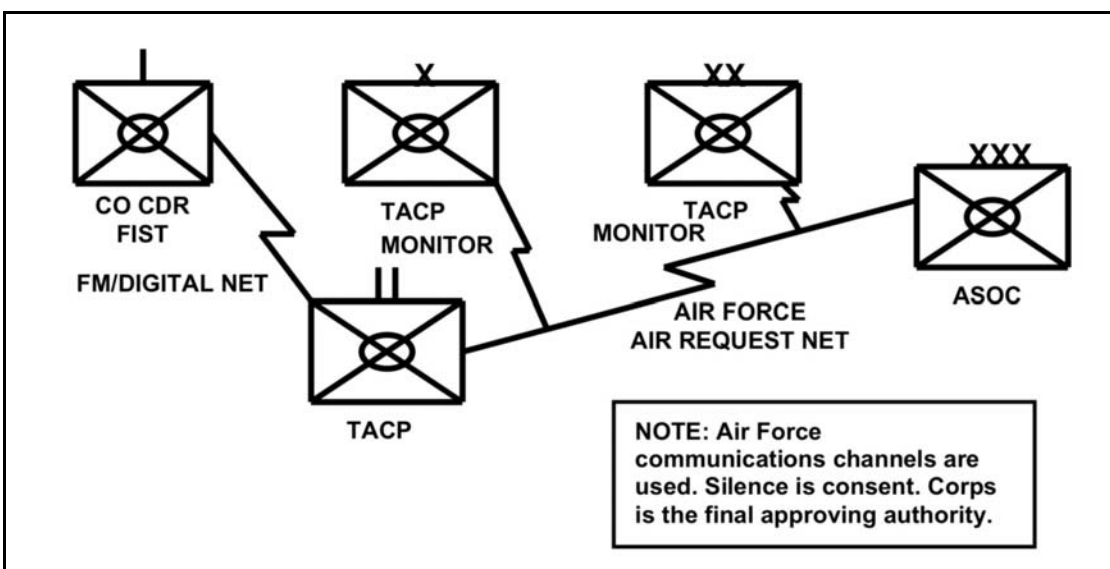 X
XX
XXX
CO CDR
FIST
TACP
MONITOR
TACP
MONITOR
ASOC
FM/DIGITAL NET
AIR FORCE
AIR REQUEST NET
TACP
NOTE: Air Force
communications channels are
used. Silence is consent. Corps
is the final approving authority.